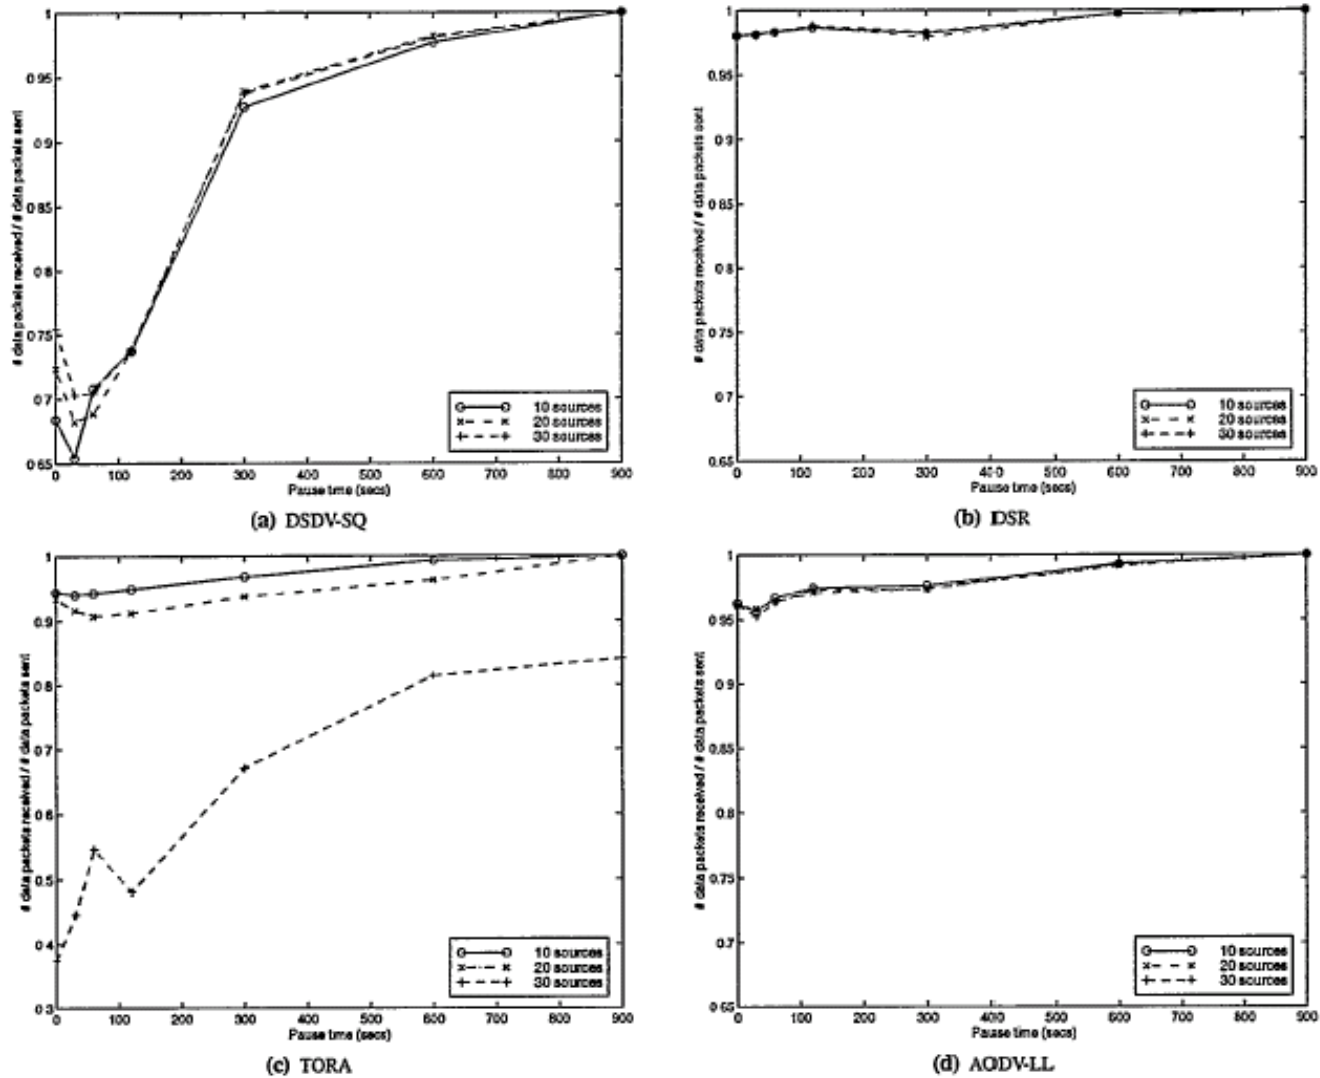 # data packets received / # data packets sent
1
0.95
0.9
0.85
0.8
0.75
0.7
0.65
0 100 200 300 400 500 600 700 800 900
Pause time (secs)
10 sources
20 sources
30 sources
(a) DSDV-SQ
# data packets received / # data packets sent
1
0.95
0.9
0.85
0.8
0.75
0.7
0.65
0 100 200 300 400 500 600 700 800 900
Pause time (secs)
10 sources
20 sources
30 sources
(b) DSR
# data packets received / # data packets sent
1
0.9
0.8
0.7
0.6
0.5
0.4
0.3
0 100 200 300 400 500 600 700 800 900
Pause time (secs)
10 sources
20 sources
30 sources
(c) TORA
# data packets received / # data packets sent
1
0.95
0.9
0.85
0.8
0.75
0.7
0.65
0 100 200 300 400 500 600 700 800 900
Pause time (secs)
10 sources
20 sources
30 sources
(d) AODV-LL